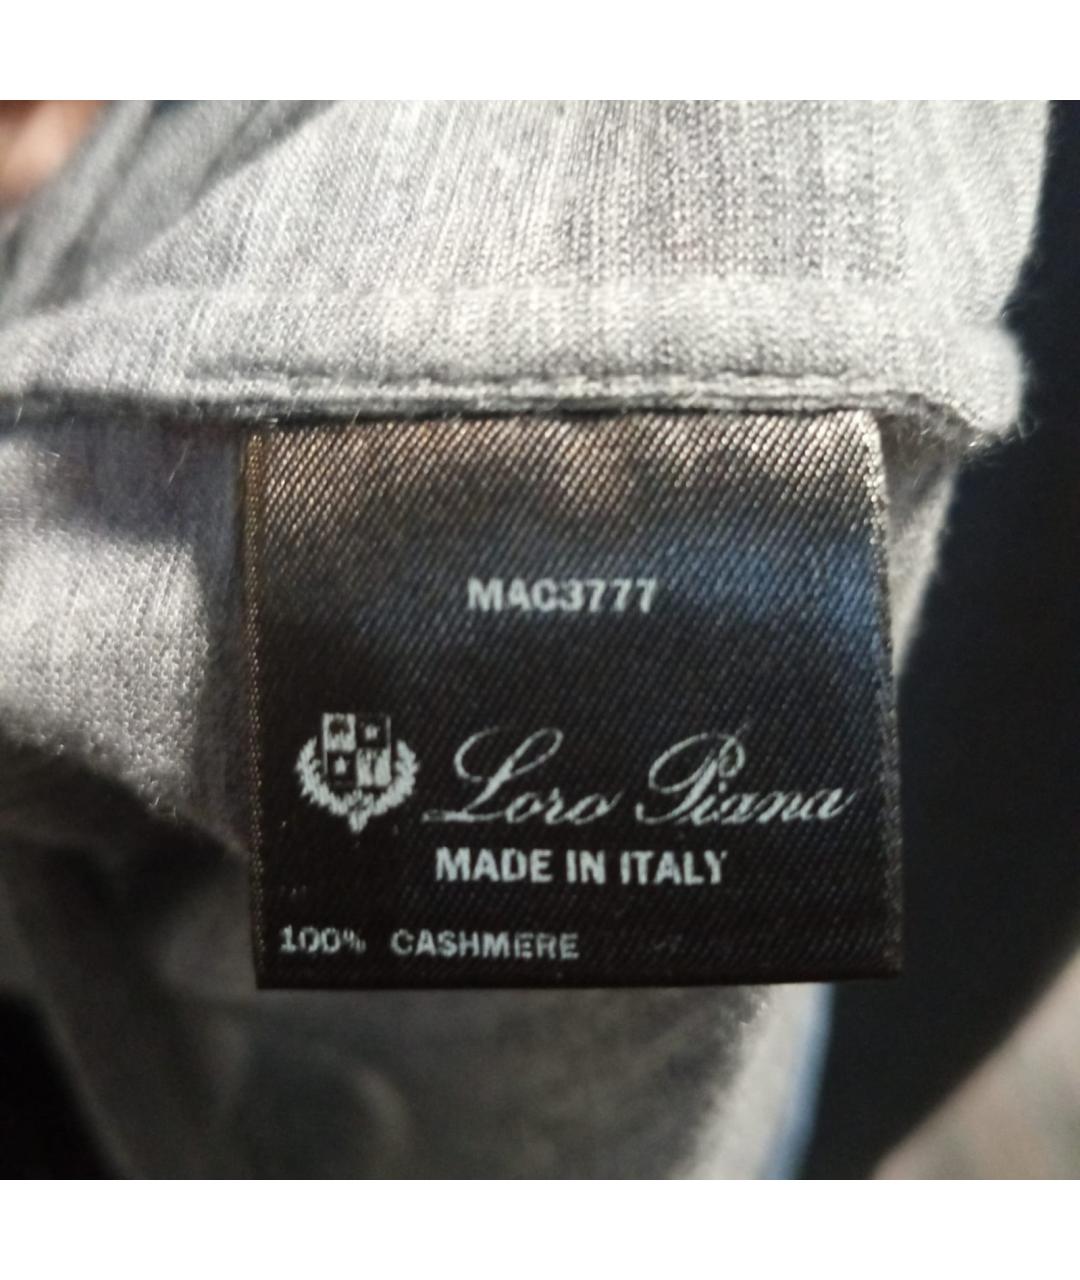 MAC3777
Loro Piana
MADE IN ITALY
100% CASHMERE